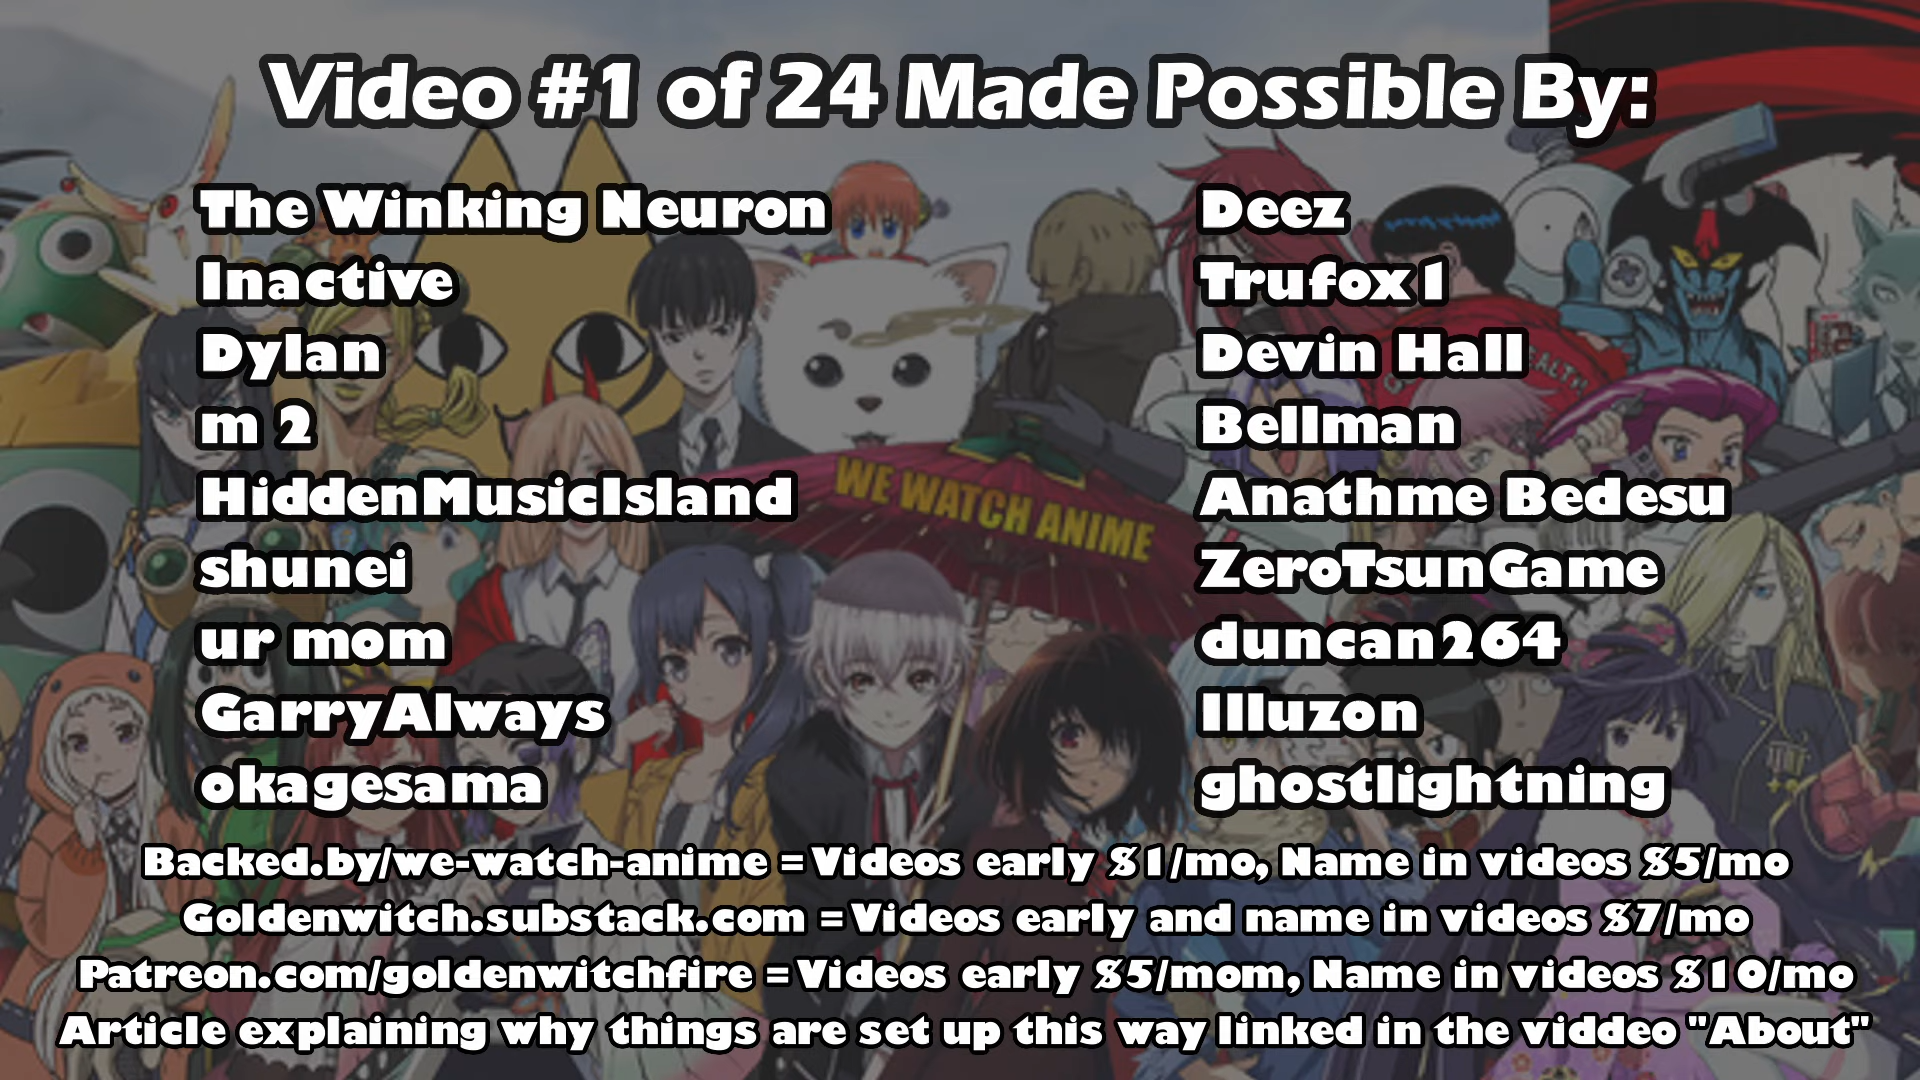 Video #1 of 24 Made Possible By:
The Winking Neuron
Inactive
Dylan
m 2
HiddenMusicIsland
shunei
ur mom
GarryAlways
okagesama
Deez
Trufox1
Devin Hall
Bellman
Anathme Bedesu
ZeroTsunGame
duncan264
Illuzon
ghostlightning
WE WATCH ANIME
Backed.by/we-watch-anime = Videos early $1/mo, Name in videos $5/mo
Goldenwitch.substack.com = Videos early and name in videos $7/mo
Patreon.com/goldenwitchfire = Videos early $5/mom, Name in videos $10/mo
Article explaining why things are set up this way linked in the viddeo "About"